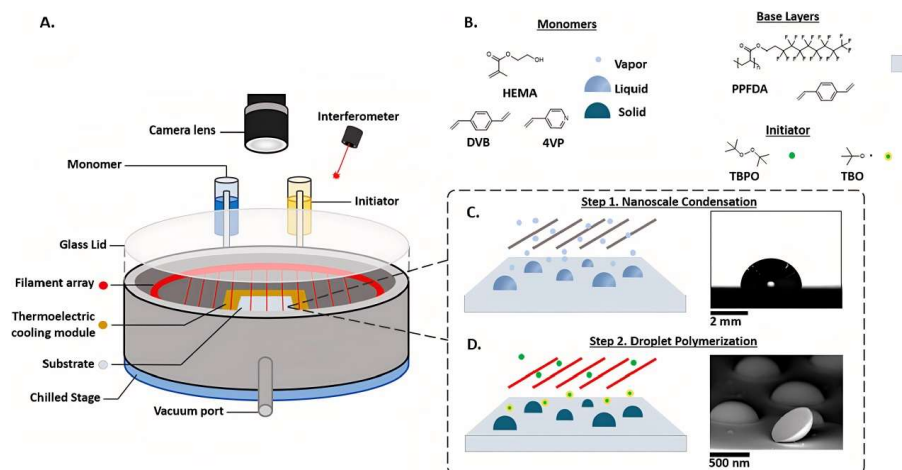 A.
Camera lens
Interferometer
Monomer
Initiator
Glass Lid
Filament array
Thermoelectric
cooling module
Substrate
Chilled Stage
Vacuum port
B.
Monomers
HEMA
OH
DVB
4VP
N
Vapor
Liquid
Solid
Base Layers
PPFDA
Initiator
TBPO
TBO
C.
Step 1. Nanoscale Condensation
2 mm
D.
Step 2. Droplet Polymerization
500 nm